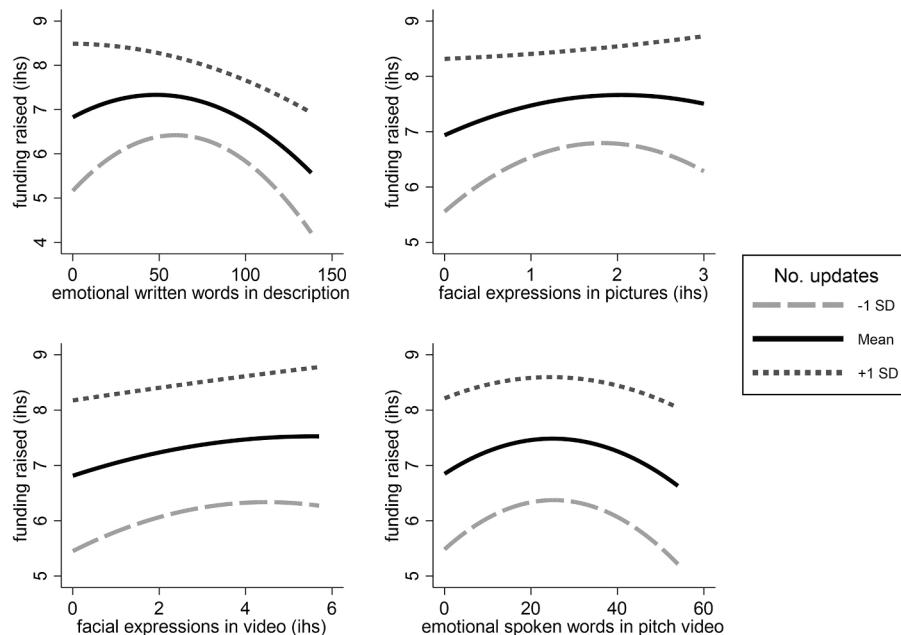 funding raised (ihs)
9
8
7
6
5
4
0 50 100 150
emotional written words in description
funding raised (ihs)
9
8
7
6
5
0 1 2 3
facial expressions in pictures (ihs)
No. updates
-1 SD
Mean
+1 SD
funding raised (ihs)
9
8
7
6
5
0 2 4 6
facial expressions in video (ihs)
funding raised (ihs)
9
8
7
6
5
0 20 40 60
emotional spoken words in pitch video